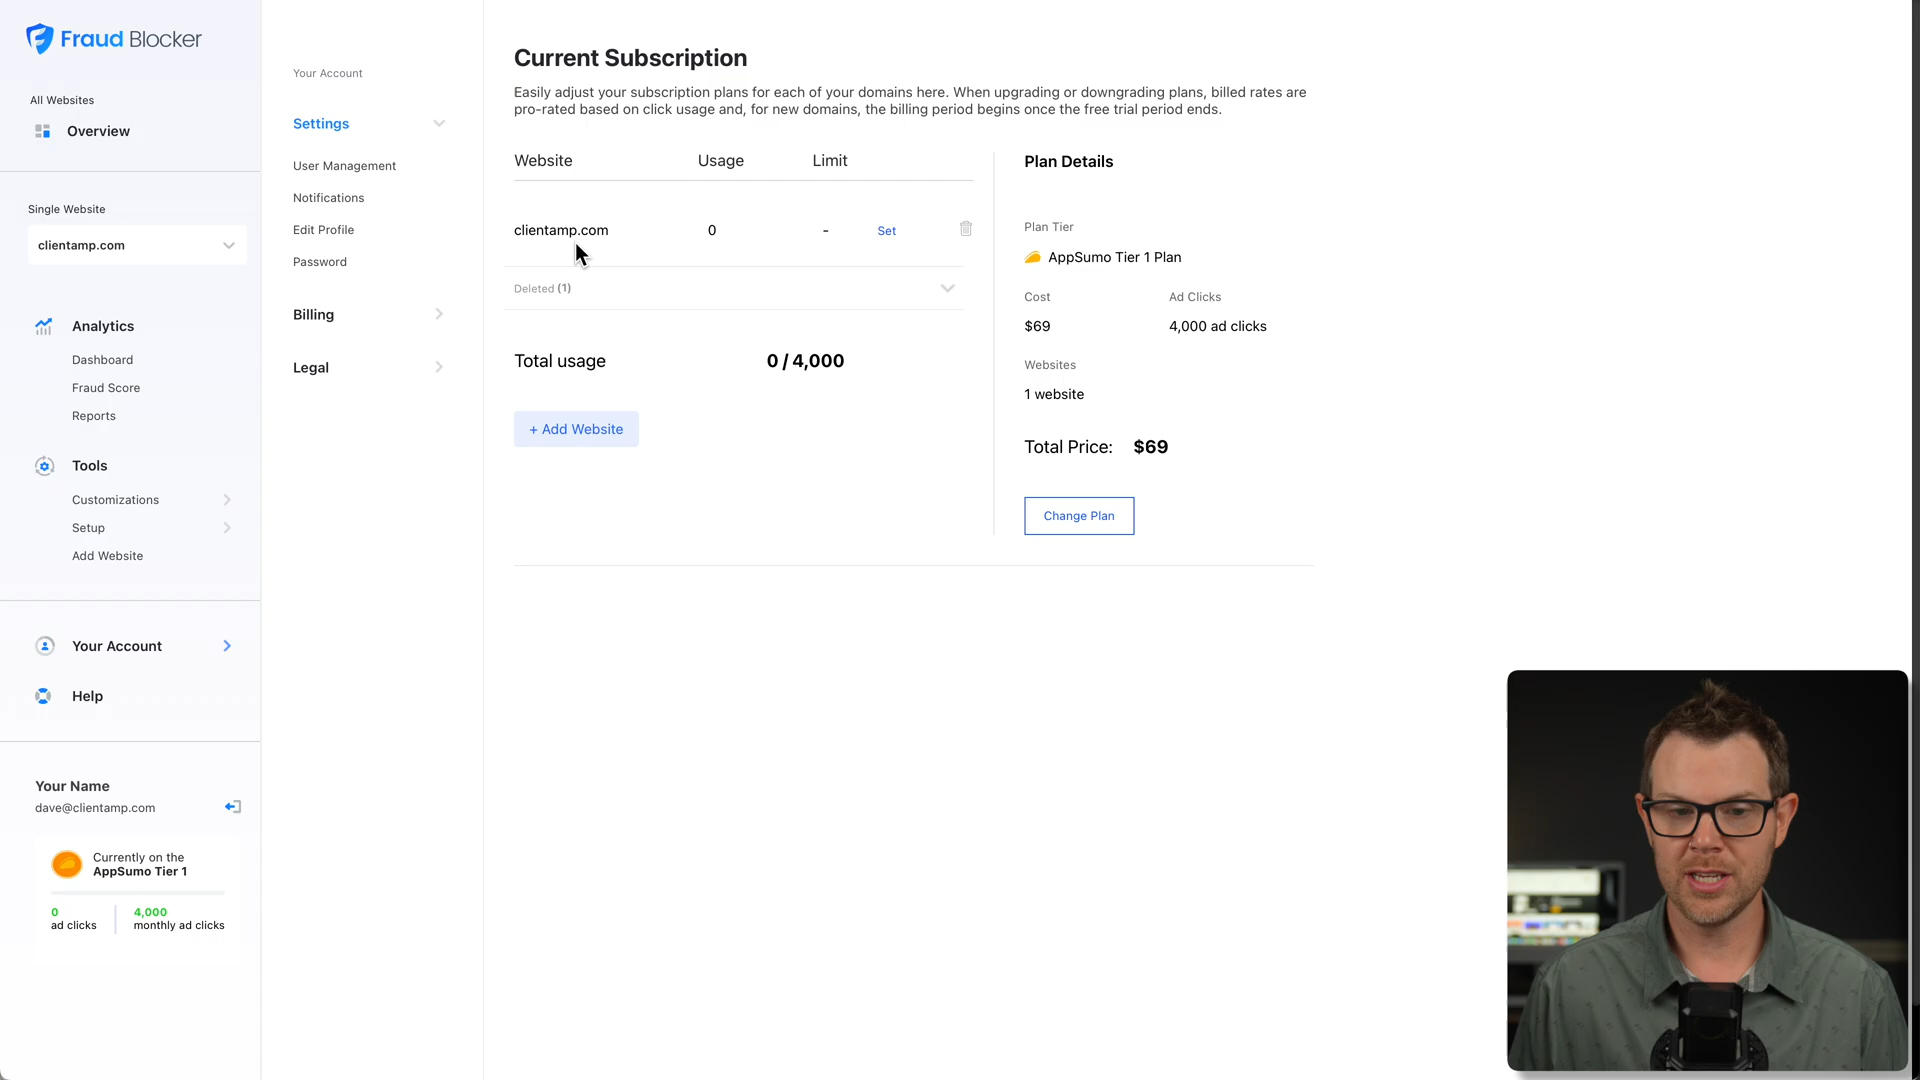 Fraud Blocker
All Websites
Overview
Single Website
clientamp.com
Analytics
Dashboard
Fraud Score
Reports
Tools
Customizations
Setup
Add Website
Your Account
Help
Your Name
dave@clientamp.com
Currently on the
AppSumo Tier 1
0
ad clicks
4,000
monthly ad clicks
Your Account
Settings
User Management
Notifications
Edit Profile
Password
Billing
Legal
Current Subscription
Easily adjust your subscription plans for each of your domains here. When upgrading or downgrading plans, billed rates are
pro-rated based on click usage and, for new domains, the billing period begins once the free trial period ends.
Website Usage Limit
clientamp.com 0 - Set
Deleted (1)
Total usage 0 / 4,000
+ Add Website
Plan Details
Plan Tier
AppSumo Tier 1 Plan
Cost Ad Clicks
$69 4,000 ad clicks
Websites
1 website
Total Price: $69
Change Plan